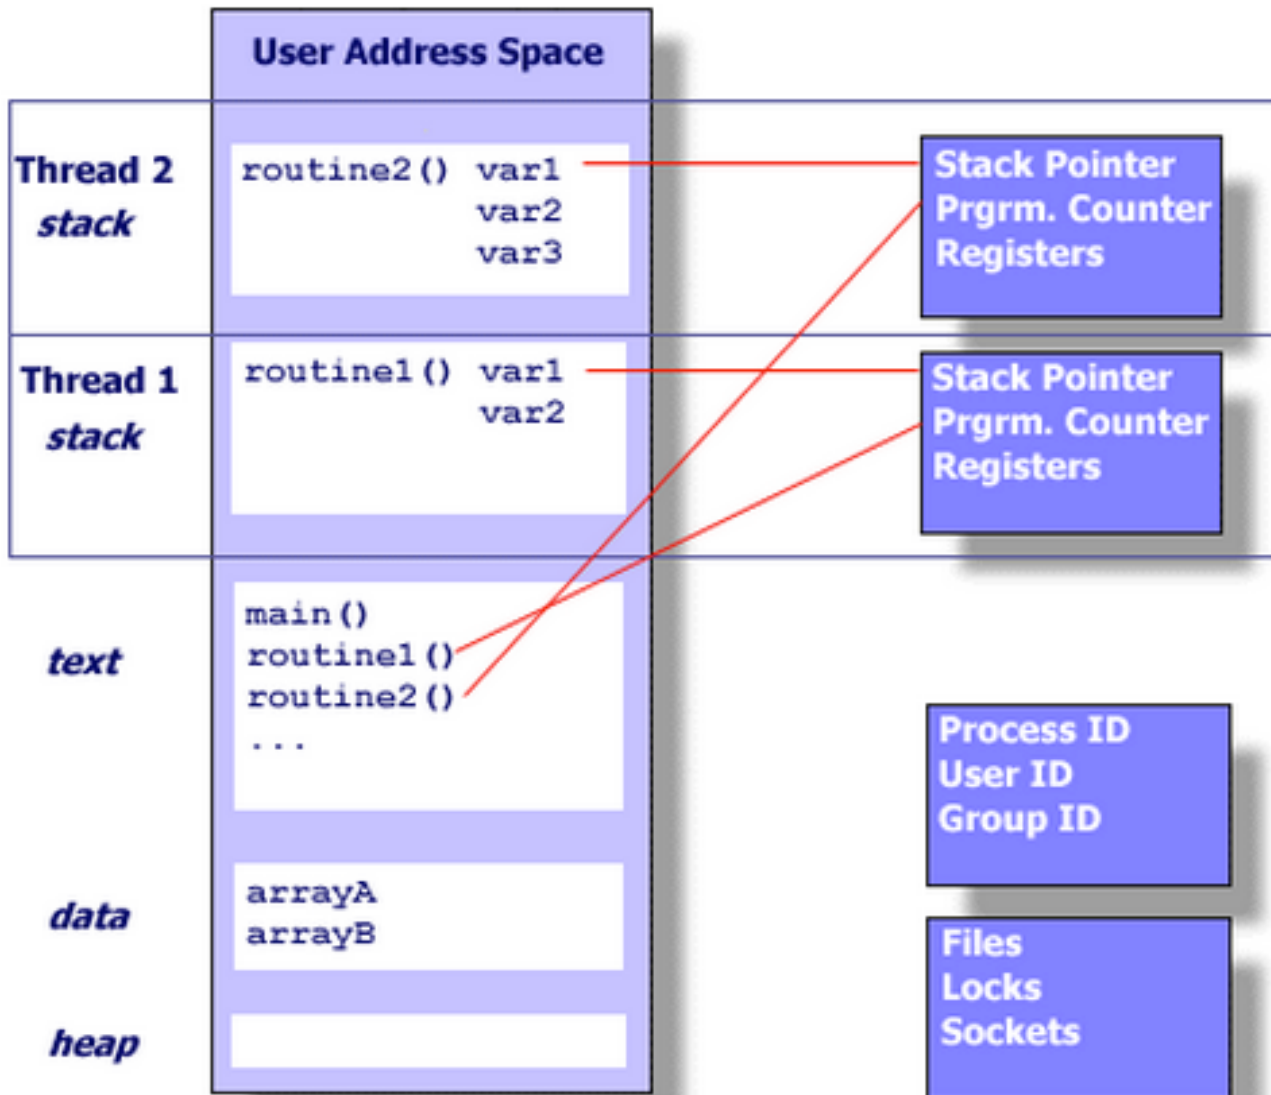 User Address Space
Thread 2
stack
routine2() var1
var2
var3
Stack Pointer
Prgrm. Counter
Registers
Thread 1
stack
routine1() var1
var2
Stack Pointer
Prgrm. Counter
Registers
text
main()
routine1()
routine2()
...
Process ID
User ID
Group ID
data
arrayA
arrayB
Files
Locks
Sockets
heap